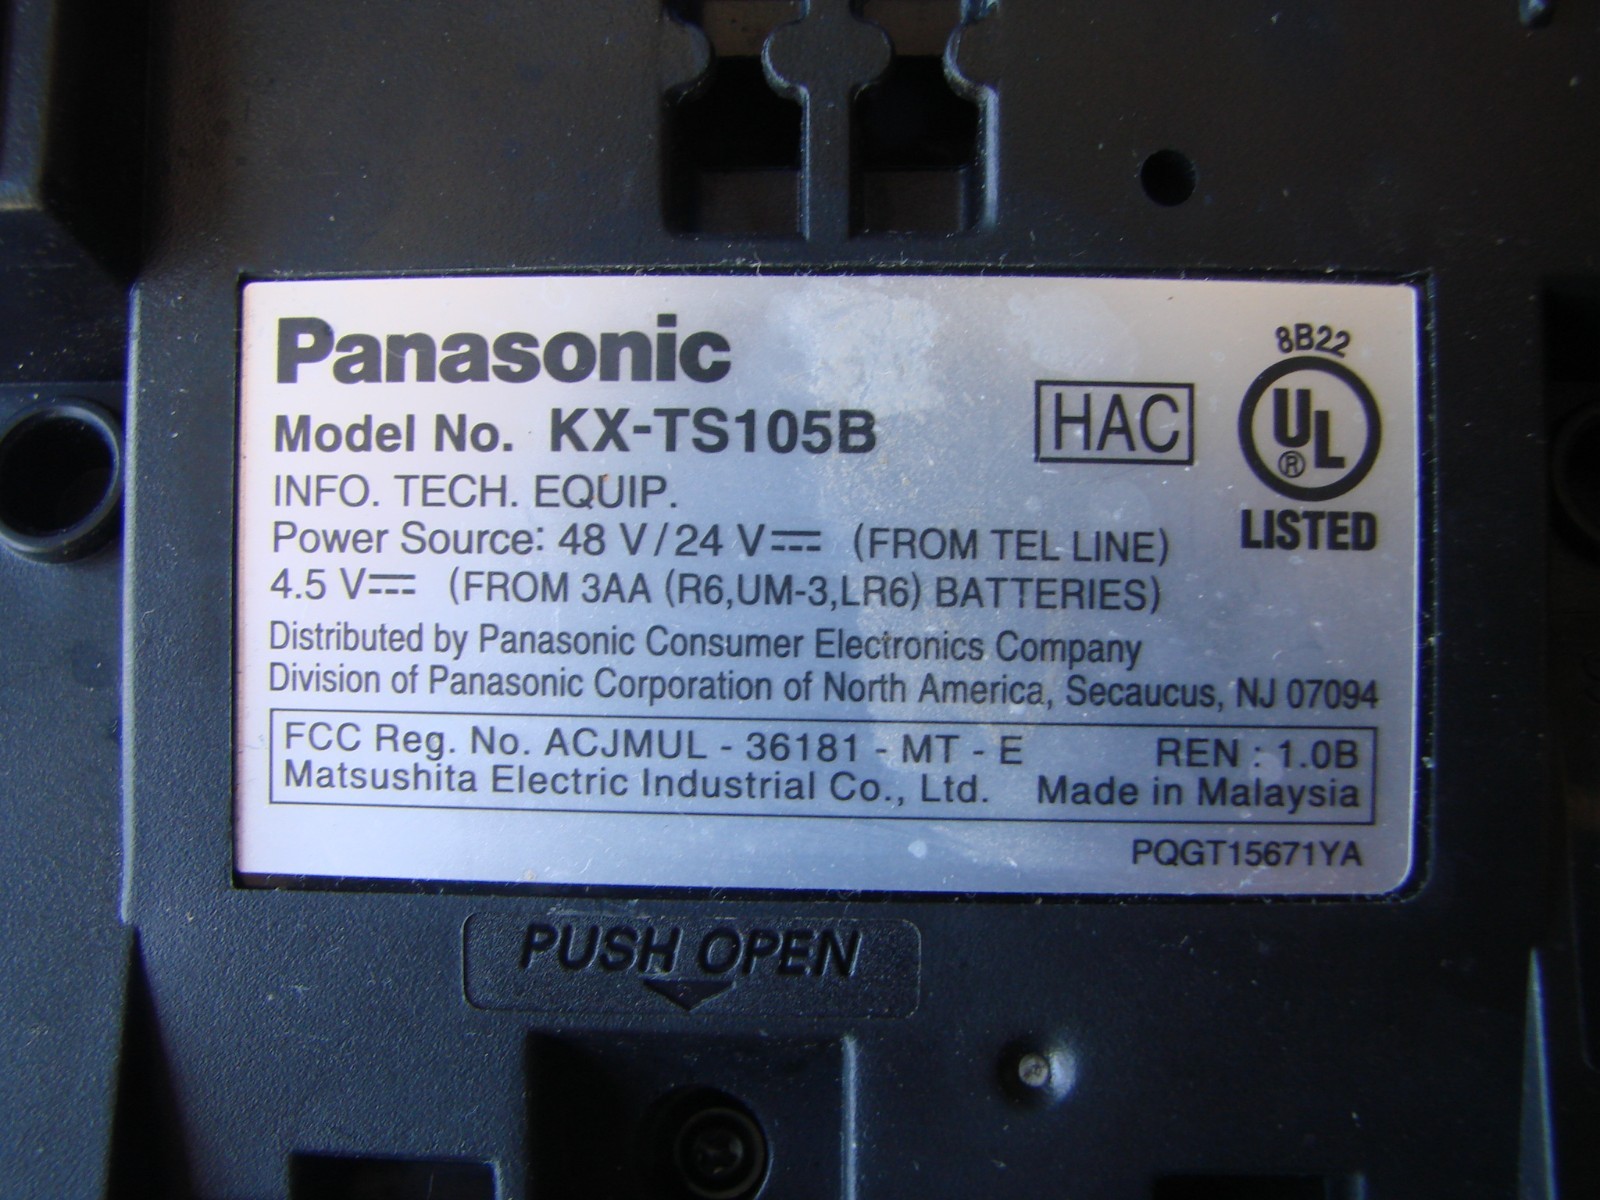 Panasonic
8B22
Model No. KX-TS105B
HAC
UL
®
LISTED
INFO. TECH. EQUIP.
Power Source: 48 V / 24 V⎓ (FROM TEL LINE)
4.5 V⎓ (FROM 3AA (R6,UM-3,LR6) BATTERIES)
Distributed by Panasonic Consumer Electronics Company
Division of Panasonic Corporation of North America, Secaucus, NJ 07094
FCC Reg. No. ACJMUL - 36181 - MT - E REN : 1.0B
Matsushita Electric Industrial Co., Ltd. Made in Malaysia
PQGT15671YA
PUSH OPEN